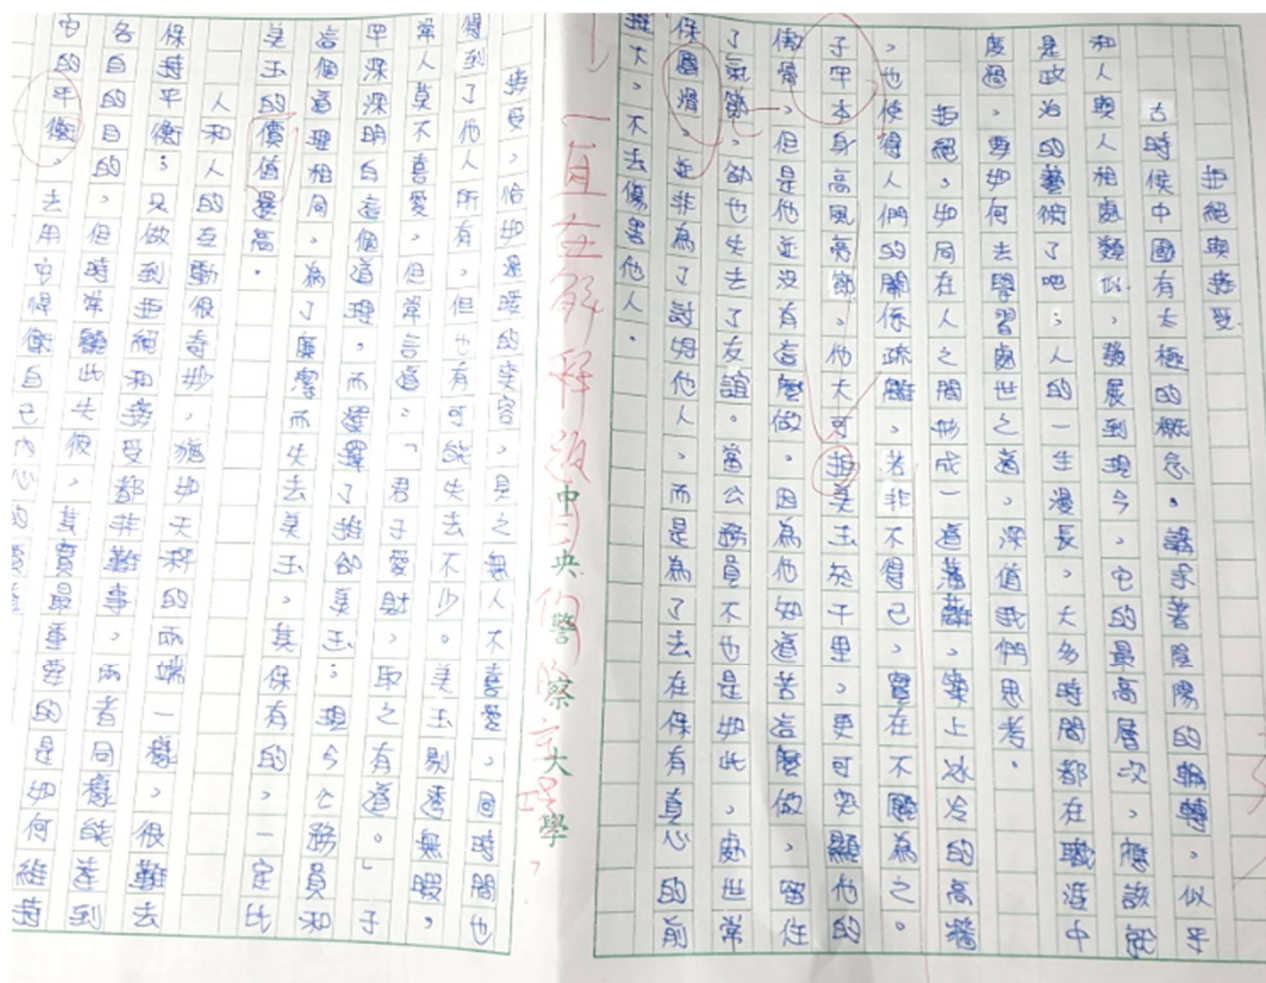 拒絕與接受
古時候中國有太極的概念。講求著陰陽的輪轉,似乎
和人與人相處類似,發展到現今,它的最高層次,應該就
是政治的藝術了吧;人的一生漫長,大多時間都在職涯中
度過,要如何去學習處世之道,深值我們思考。
拒絕,如同在人之間形成一道藩籬,築上冰冷的高牆
,也使得人們的關係疏離,若非不得已,實在不願為之。
子罕本身高風亮節,他大可拒美玉於千里,更可突顯他的
傲骨,但是他並沒有這麼做。因為他知道若這麼做,留住
了氣節,卻也失去了友誼。當公務員不也是如此,處世常
保圓滑,並非為了討好他人,而是為了去在保有真心的前
提下,不去傷害他人。
接受,恰如溫暖的笑容,見之無人不喜愛,同時間也
得到了他人所有,但也有可能失去不少。美玉剔透無暇,
常人莫不喜愛,但常言道:「君子愛財,取之有道。」子
罕深深明白這個道理,而選擇了推卻美玉;現今公務員和
這個道理相同,為了廉潔而失去美玉,其保有的,一定比
美玉的價值還高。
人和人的互動很奇妙,猶如天秤的兩端一樣,很難去
保持平衡;只做到拒絕和接受都非難事,兩者同樣能達到
各自的目的,但時常顧此失彼,其實最重要的是如何維持
它的平衡,去用它悍衛自己內心的
一直在解釋題目
中央警察大學